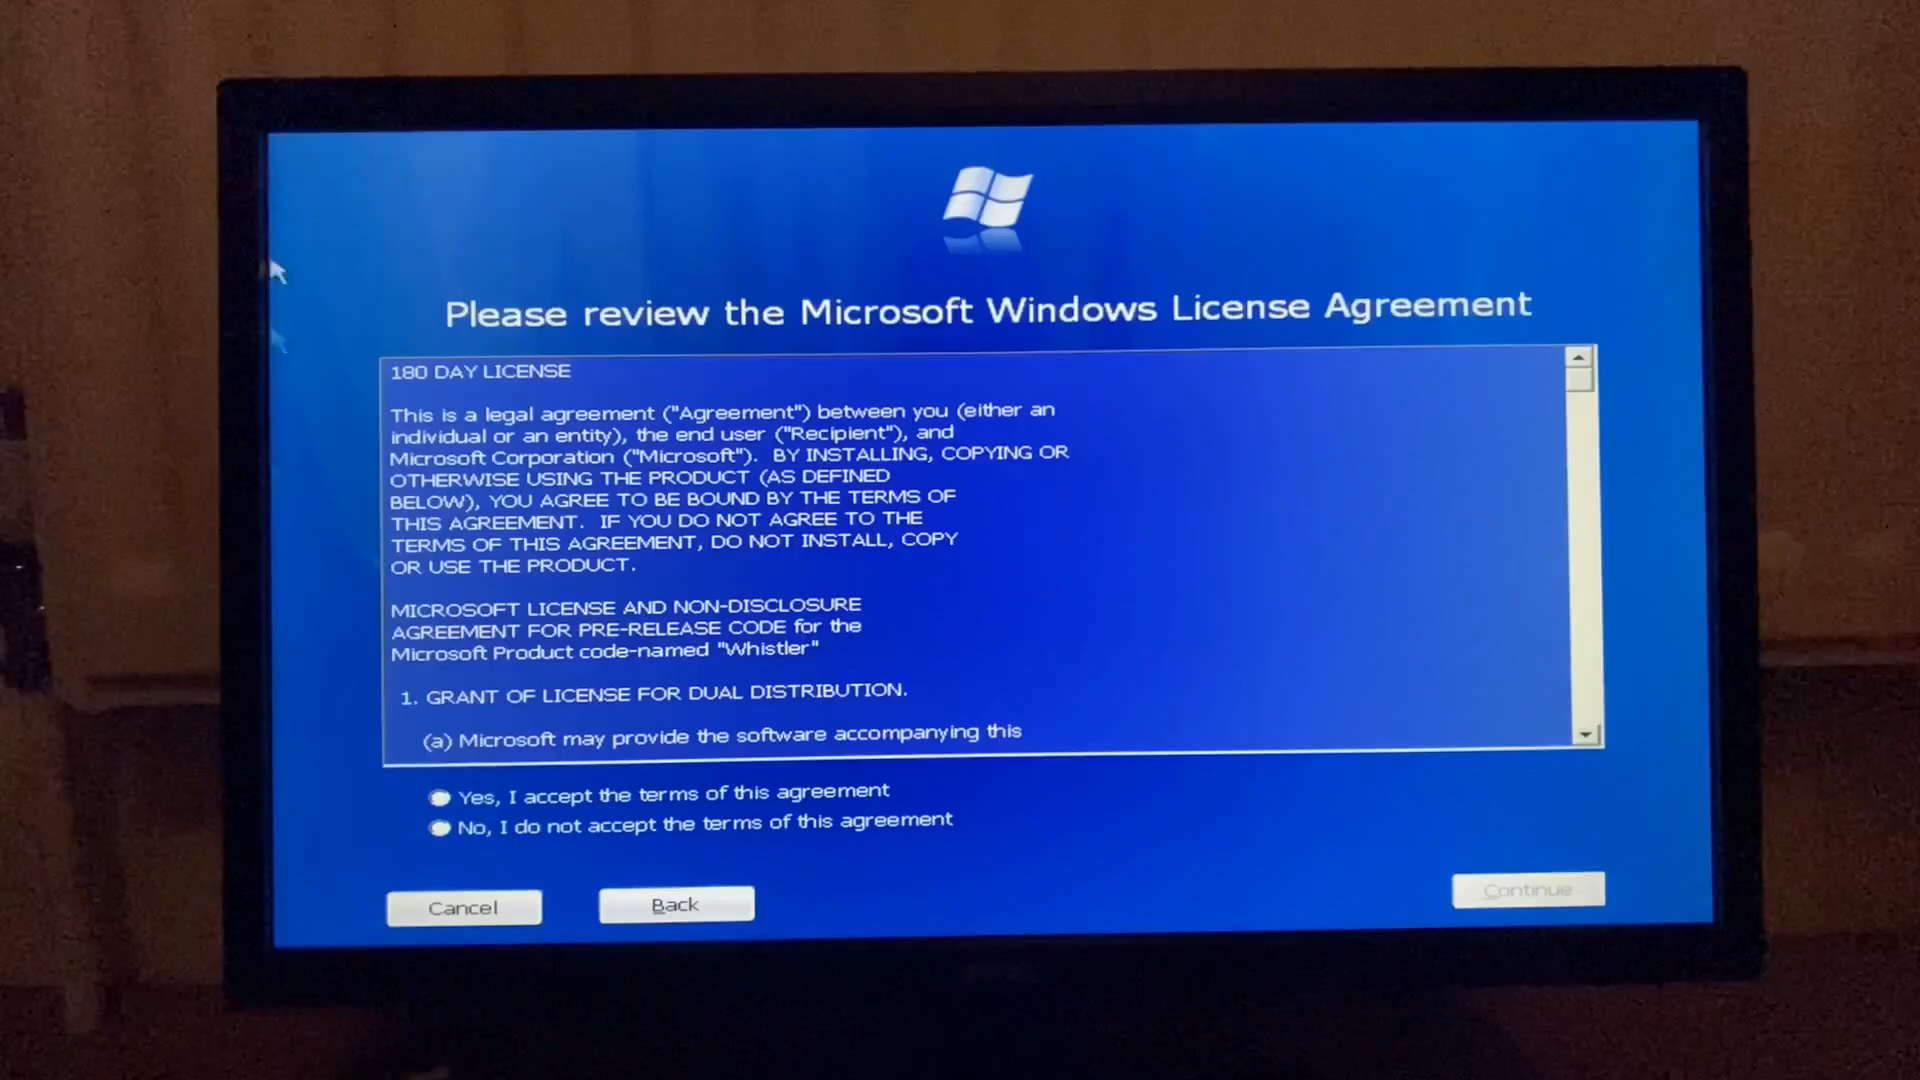 Please review the Microsoft Windows License Agreement
180 DAY LICENSE
This is a legal agreement ("Agreement") between you (either an
individual or an entity), the end user ("Recipient"), and
Microsoft Corporation ("Microsoft").  BY INSTALLING, COPYING OR
OTHERWISE USING THE PRODUCT (AS DEFINED
BELOW), YOU AGREE TO BE BOUND BY THE TERMS OF
THIS AGREEMENT.  IF YOU DO NOT AGREE TO THE
TERMS OF THIS AGREEMENT, DO NOT INSTALL, COPY
OR USE THE PRODUCT.
MICROSOFT LICENSE AND NON-DISCLOSURE
AGREEMENT FOR PRE-RELEASE CODE for the
Microsoft Product code-named "Whistler"
1. GRANT OF LICENSE FOR DUAL DISTRIBUTION.
(a) Microsoft may provide the software accompanying this
Yes, I accept the terms of this agreement
No, I do not accept the terms of this agreement
Cancel
Back
Continue